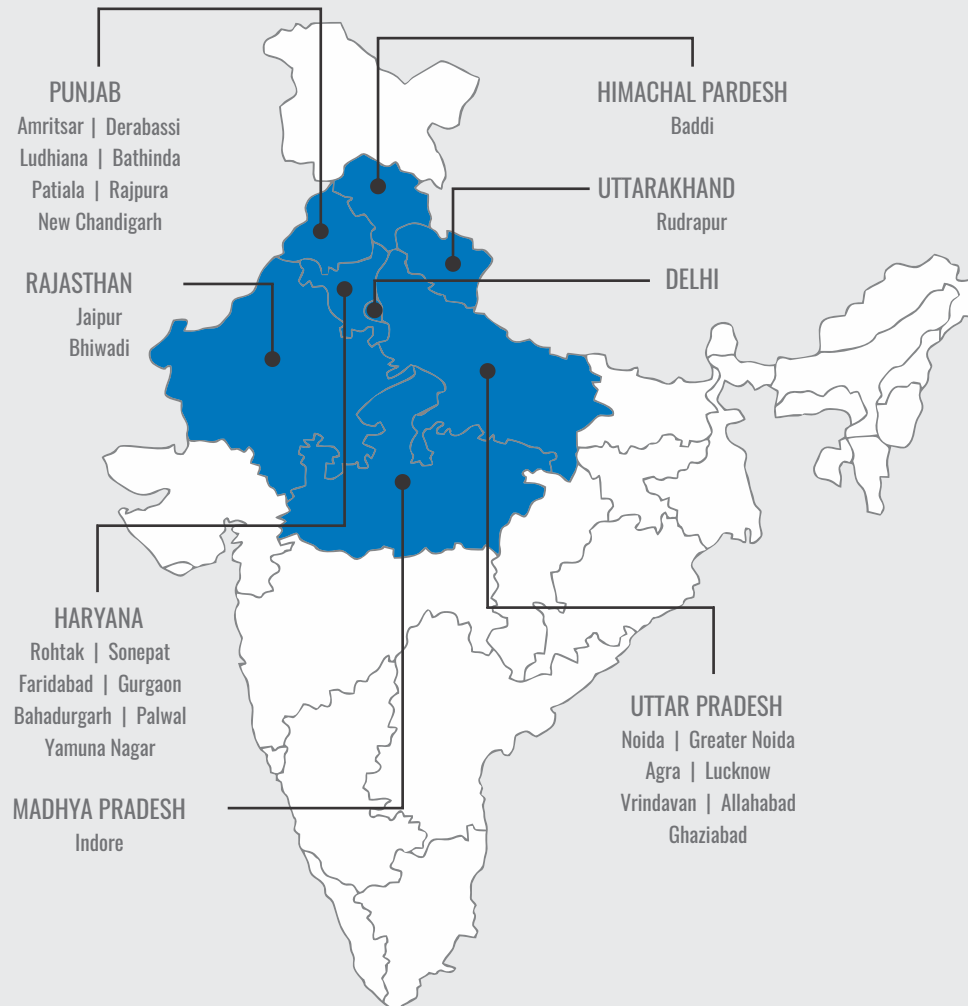 PUNJAB
Amritsar | Derabassi
Ludhiana | Bathinda
Patiala | Rajpura
New Chandigarh
HIMACHAL PARDESH
Baddi
UTTARAKHAND
Rudrapur
RAJASTHAN
Jaipur
Bhiwadi
DELHI
HARYANA
Rohtak | Sonepat
Faridabad | Gurgaon
Bahadurgarh | Palwal
Yamuna Nagar
UTTAR PRADESH
Noida | Greater Noida
Agra | Lucknow
Vrindavan | Allahabad
Ghaziabad
MADHYA PRADESH
Indore